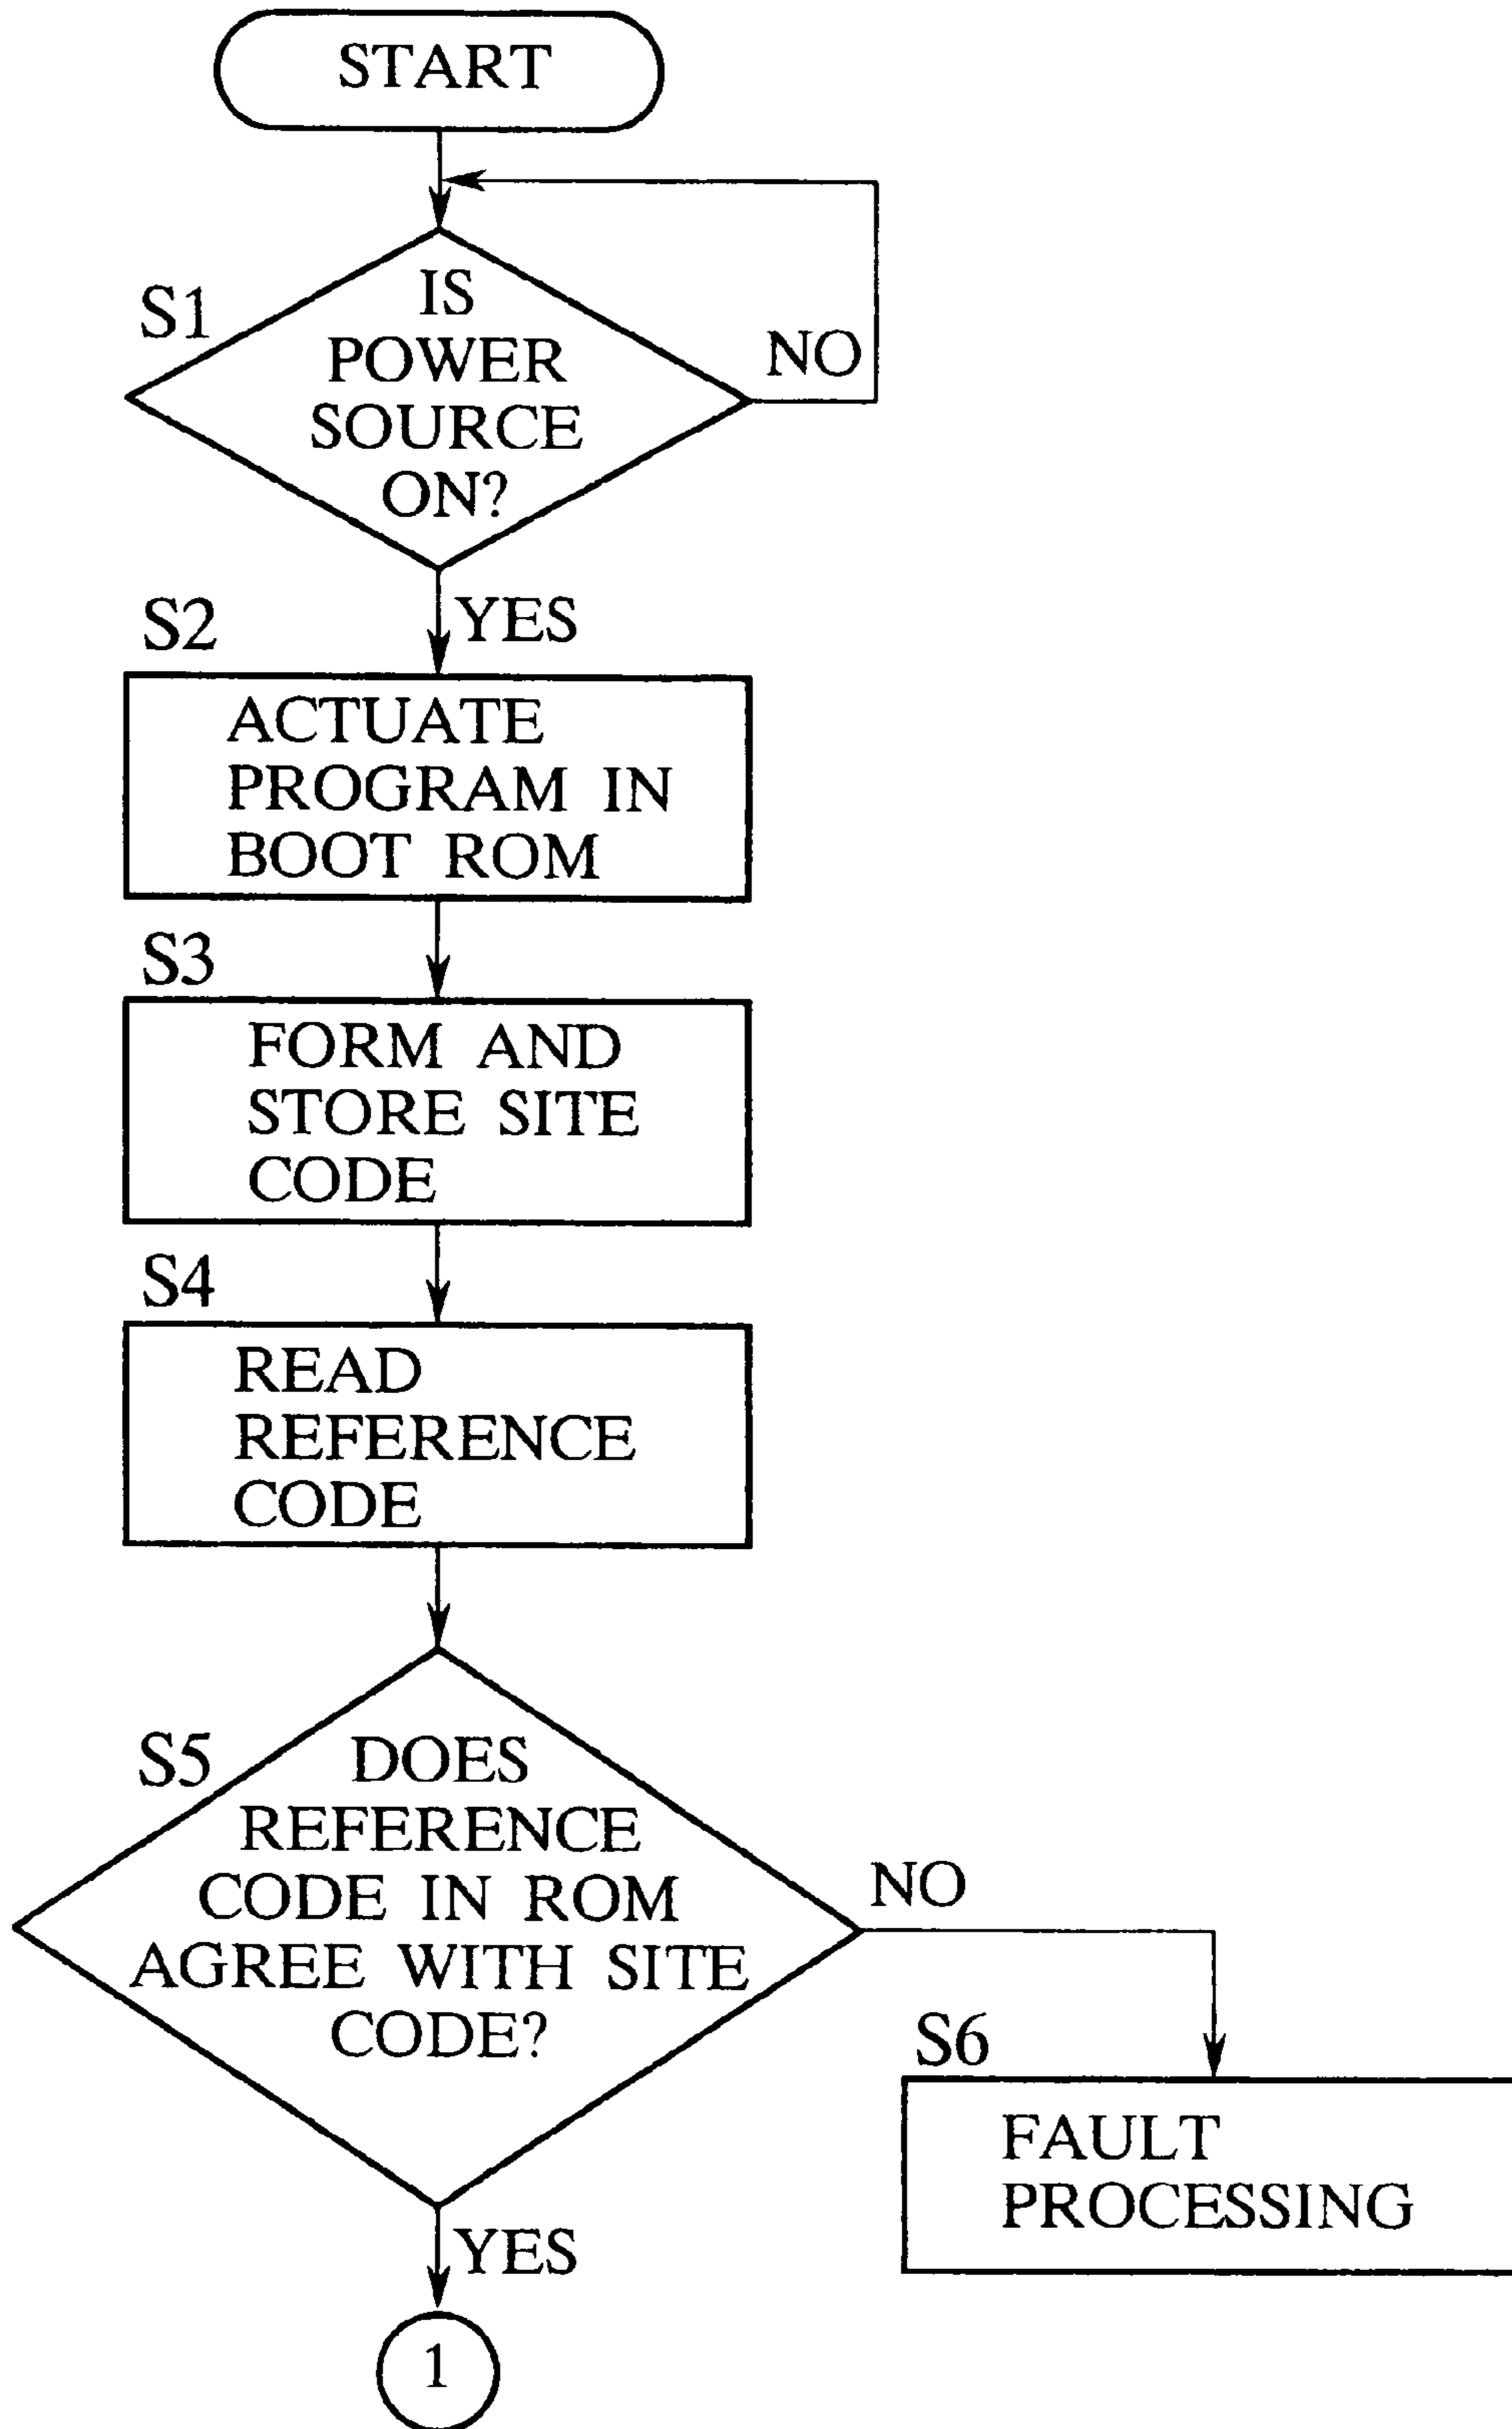 START
S1
IS
POWER
SOURCE
ON?
NO
YES
S2
ACTUATE
PROGRAM IN
BOOT ROM
S3
FORM AND
STORE SITE
CODE
S4
READ
REFERENCE
CODE
S5
DOES
REFERENCE
CODE IN ROM
AGREE WITH SITE
CODE?
NO
S6
FAULT
PROCESSING
YES
1